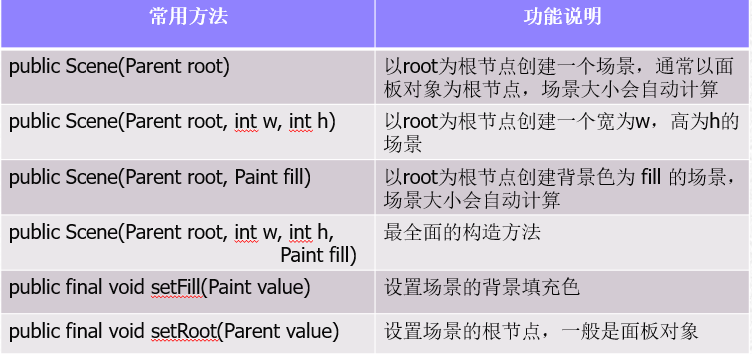 常用方法
功能说明
public Scene(Parent root)
以root为根节点创建一个场景，通常以面
板对象为根节点，场景大小会自动计算
public Scene(Parent root, int w, int h)
以root为根节点创建一个宽为w，高为h的
场景
public Scene(Parent root, Paint fill)
以root为根节点创建背景色为 fill 的场景，
场景大小会自动计算
public Scene(Parent root, int w, int h,
Paint fill)
最全面的构造方法
public final void setFill(Paint value)
设置场景的背景填充色
public final void setRoot(Parent value)
设置场景的根节点，一般是面板对象